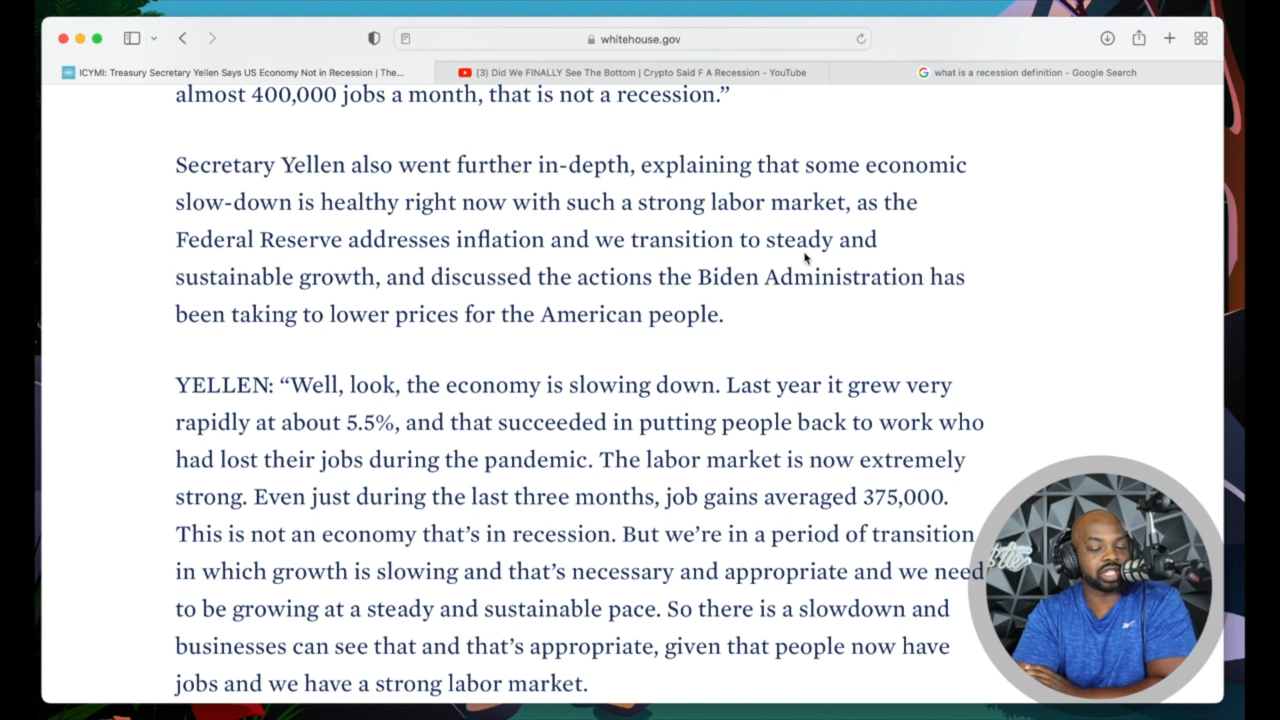 whitehouse.gov
ICYMI: Treasury Secretary Yellen Says US Economy Not in Recession | The...
(3) Did We FINALLY See The Bottom | Crypto Said F A Recession - YouTube
what is a recession definition - Google Search
almost 400,000 jobs a month, that is not a recession.”
Secretary Yellen also went further in-depth, explaining that some economic
slow-down is healthy right now with such a strong labor market, as the
Federal Reserve addresses inflation and we transition to steady and
sustainable growth, and discussed the actions the Biden Administration has
been taking to lower prices for the American people.
YELLEN: “Well, look, the economy is slowing down. Last year it grew very
rapidly at about 5.5%, and that succeeded in putting people back to work who
had lost their jobs during the pandemic. The labor market is now extremely
strong. Even just during the last three months, job gains averaged 375,000.
This is not an economy that’s in recession. But we’re in a period of transition
in which growth is slowing and that’s necessary and appropriate and we need
to be growing at a steady and sustainable pace. So there is a slowdown and
businesses can see that and that’s appropriate, given that people now have
jobs and we have a strong labor market.